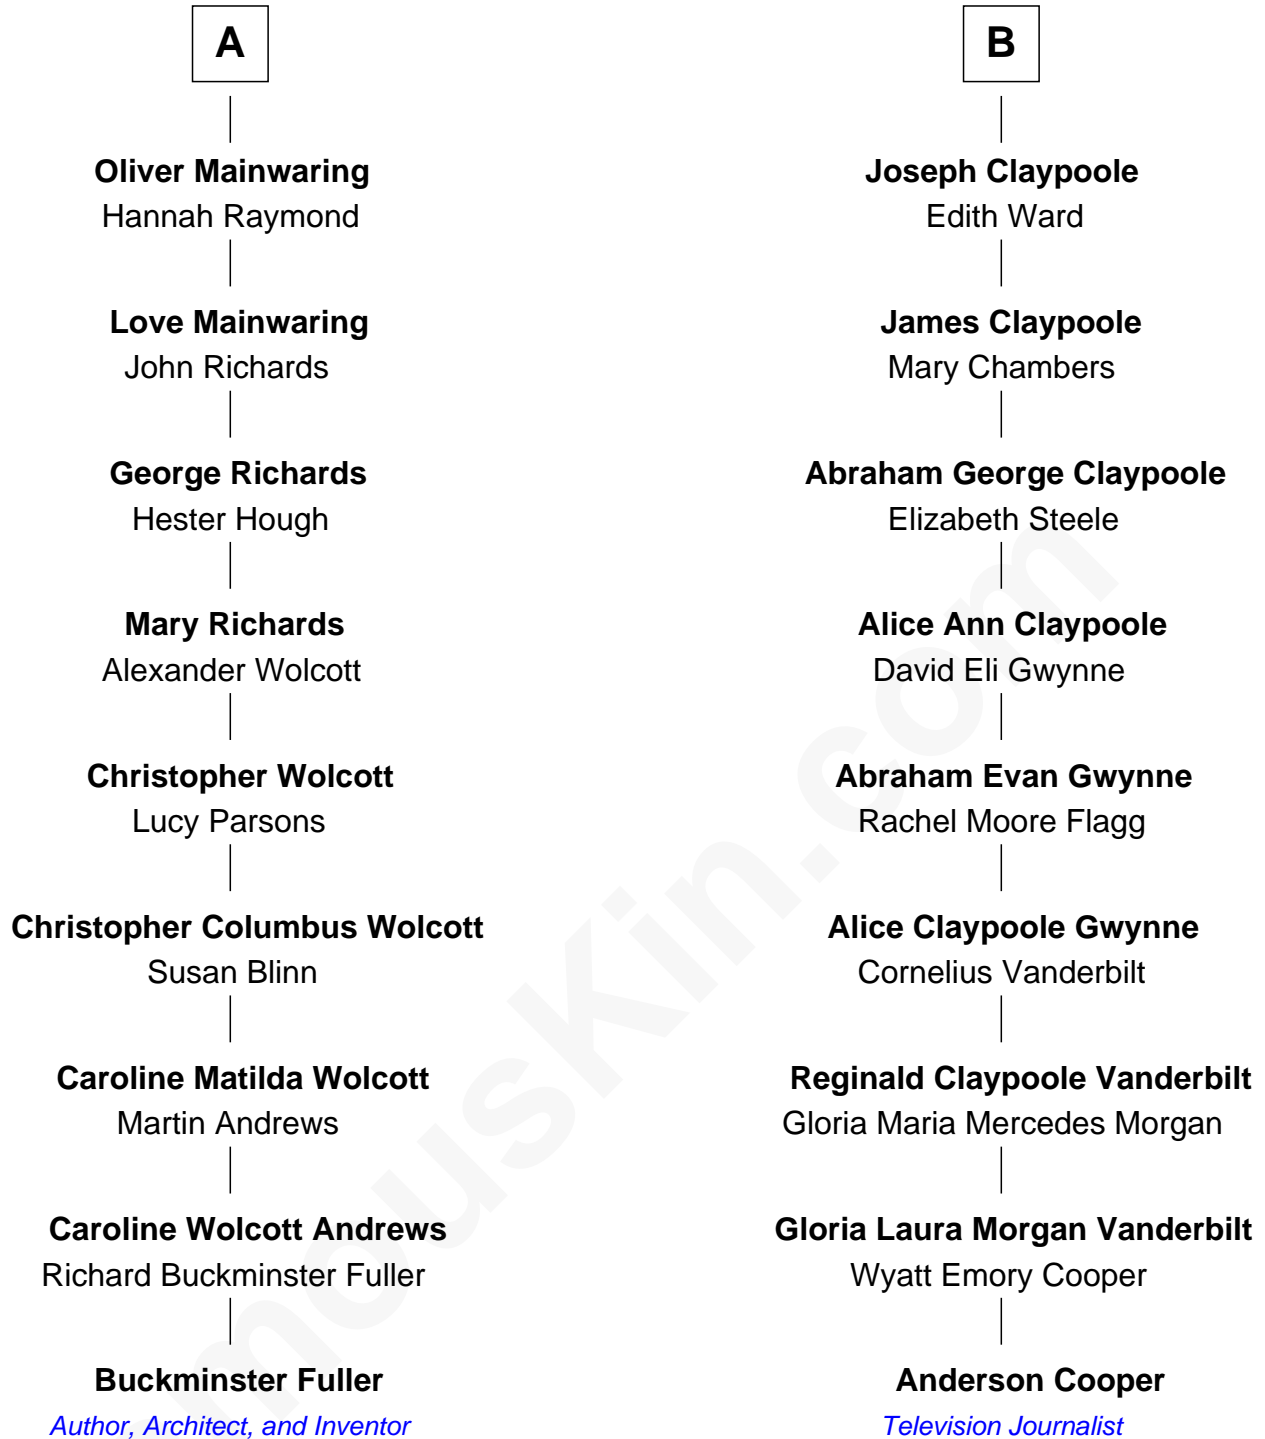 A
Oliver Mainwaring
Hannah Raymond
Love Mainwaring
John Richards
George Richards
Hester Hough
Mary Richards
Alexander Wolcott
Christopher Wolcott
Lucy Parsons
Christopher Columbus Wolcott
Susan Blinn
Caroline Matilda Wolcott
Martin Andrews
Caroline Wolcott Andrews
Richard Buckminster Fuller
Buckminster Fuller
Author, Architect, and Inventor
B
Joseph Claypoole
Edith Ward
James Claypoole
Mary Chambers
Abraham George Claypoole
Elizabeth Steele
Alice Ann Claypoole
David Eli Gwynne
Abraham Evan Gwynne
Rachel Moore Flagg
Alice Claypoole Gwynne
Cornelius Vanderbilt
Reginald Claypoole Vanderbilt
Gloria Maria Mercedes Morgan
Gloria Laura Morgan Vanderbilt
Wyatt Emory Cooper
Anderson Cooper
Television Journalist
mouskin.com